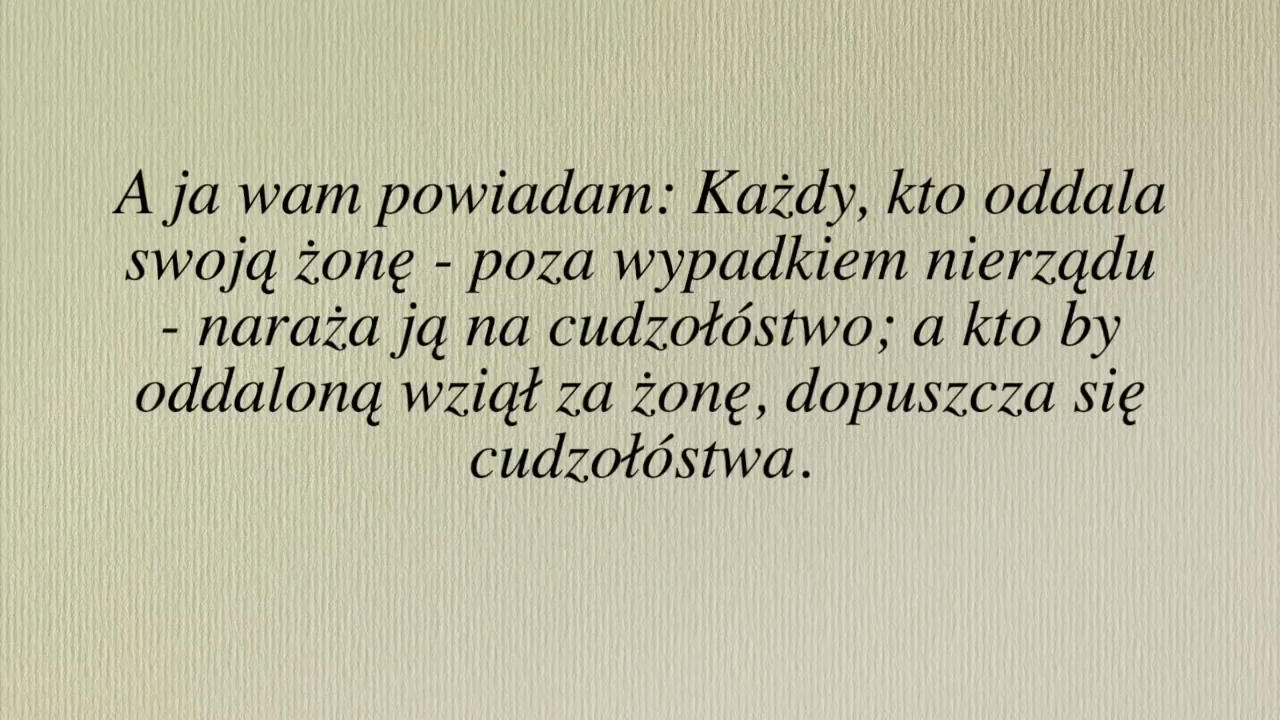 A ja wam powiadam: Każdy, kto oddala
swoją żonę - poza wypadkiem nierządu
- naraża ją na cudzołóstwo; a kto by
oddaloną wziął za żonę, dopuszcza się
cudzołóstwa.